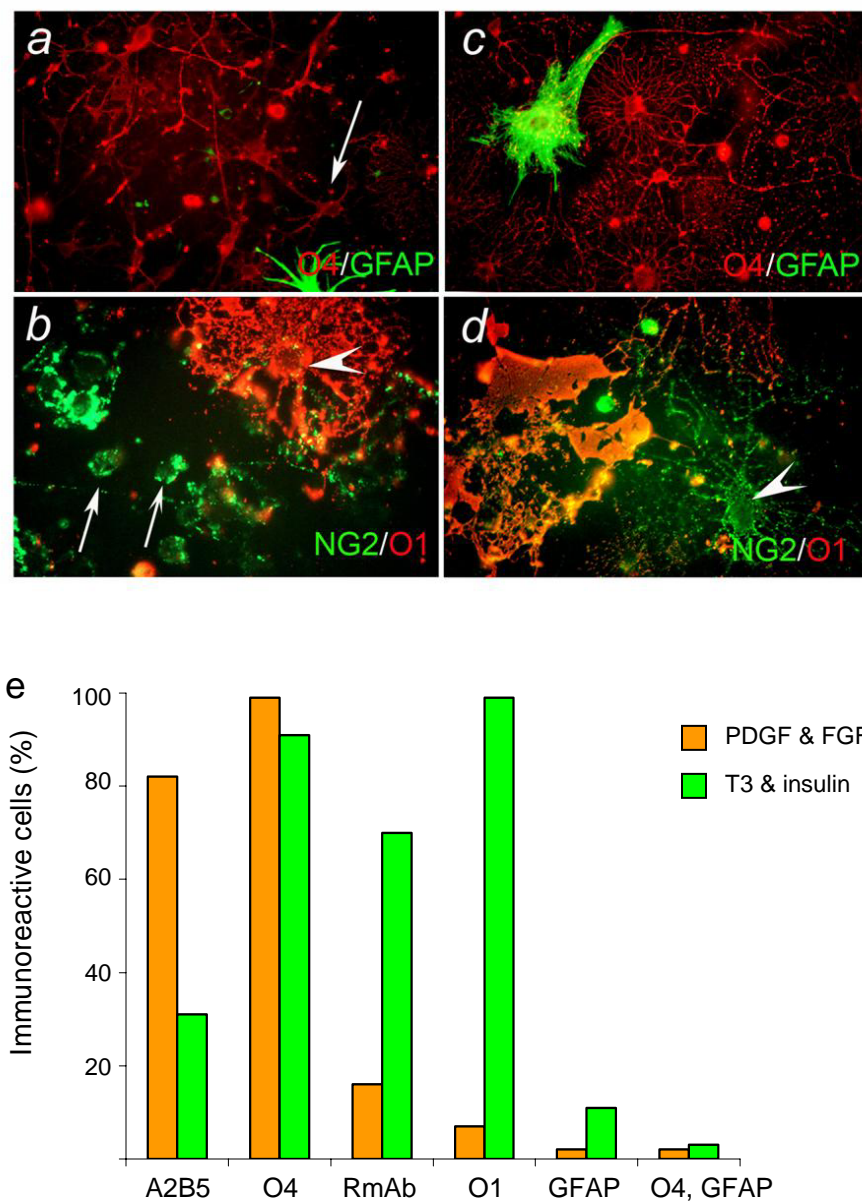 a
O4/GFAP
c
O4/GFAP
b
NG2/O1
d
NG2/O1
e
Immunoreactive cells (%)
100
80
60
40
20
PDGF & FGF
T3 & insulin
A2B5 O4 RmAb O1 GFAP O4, GFAP